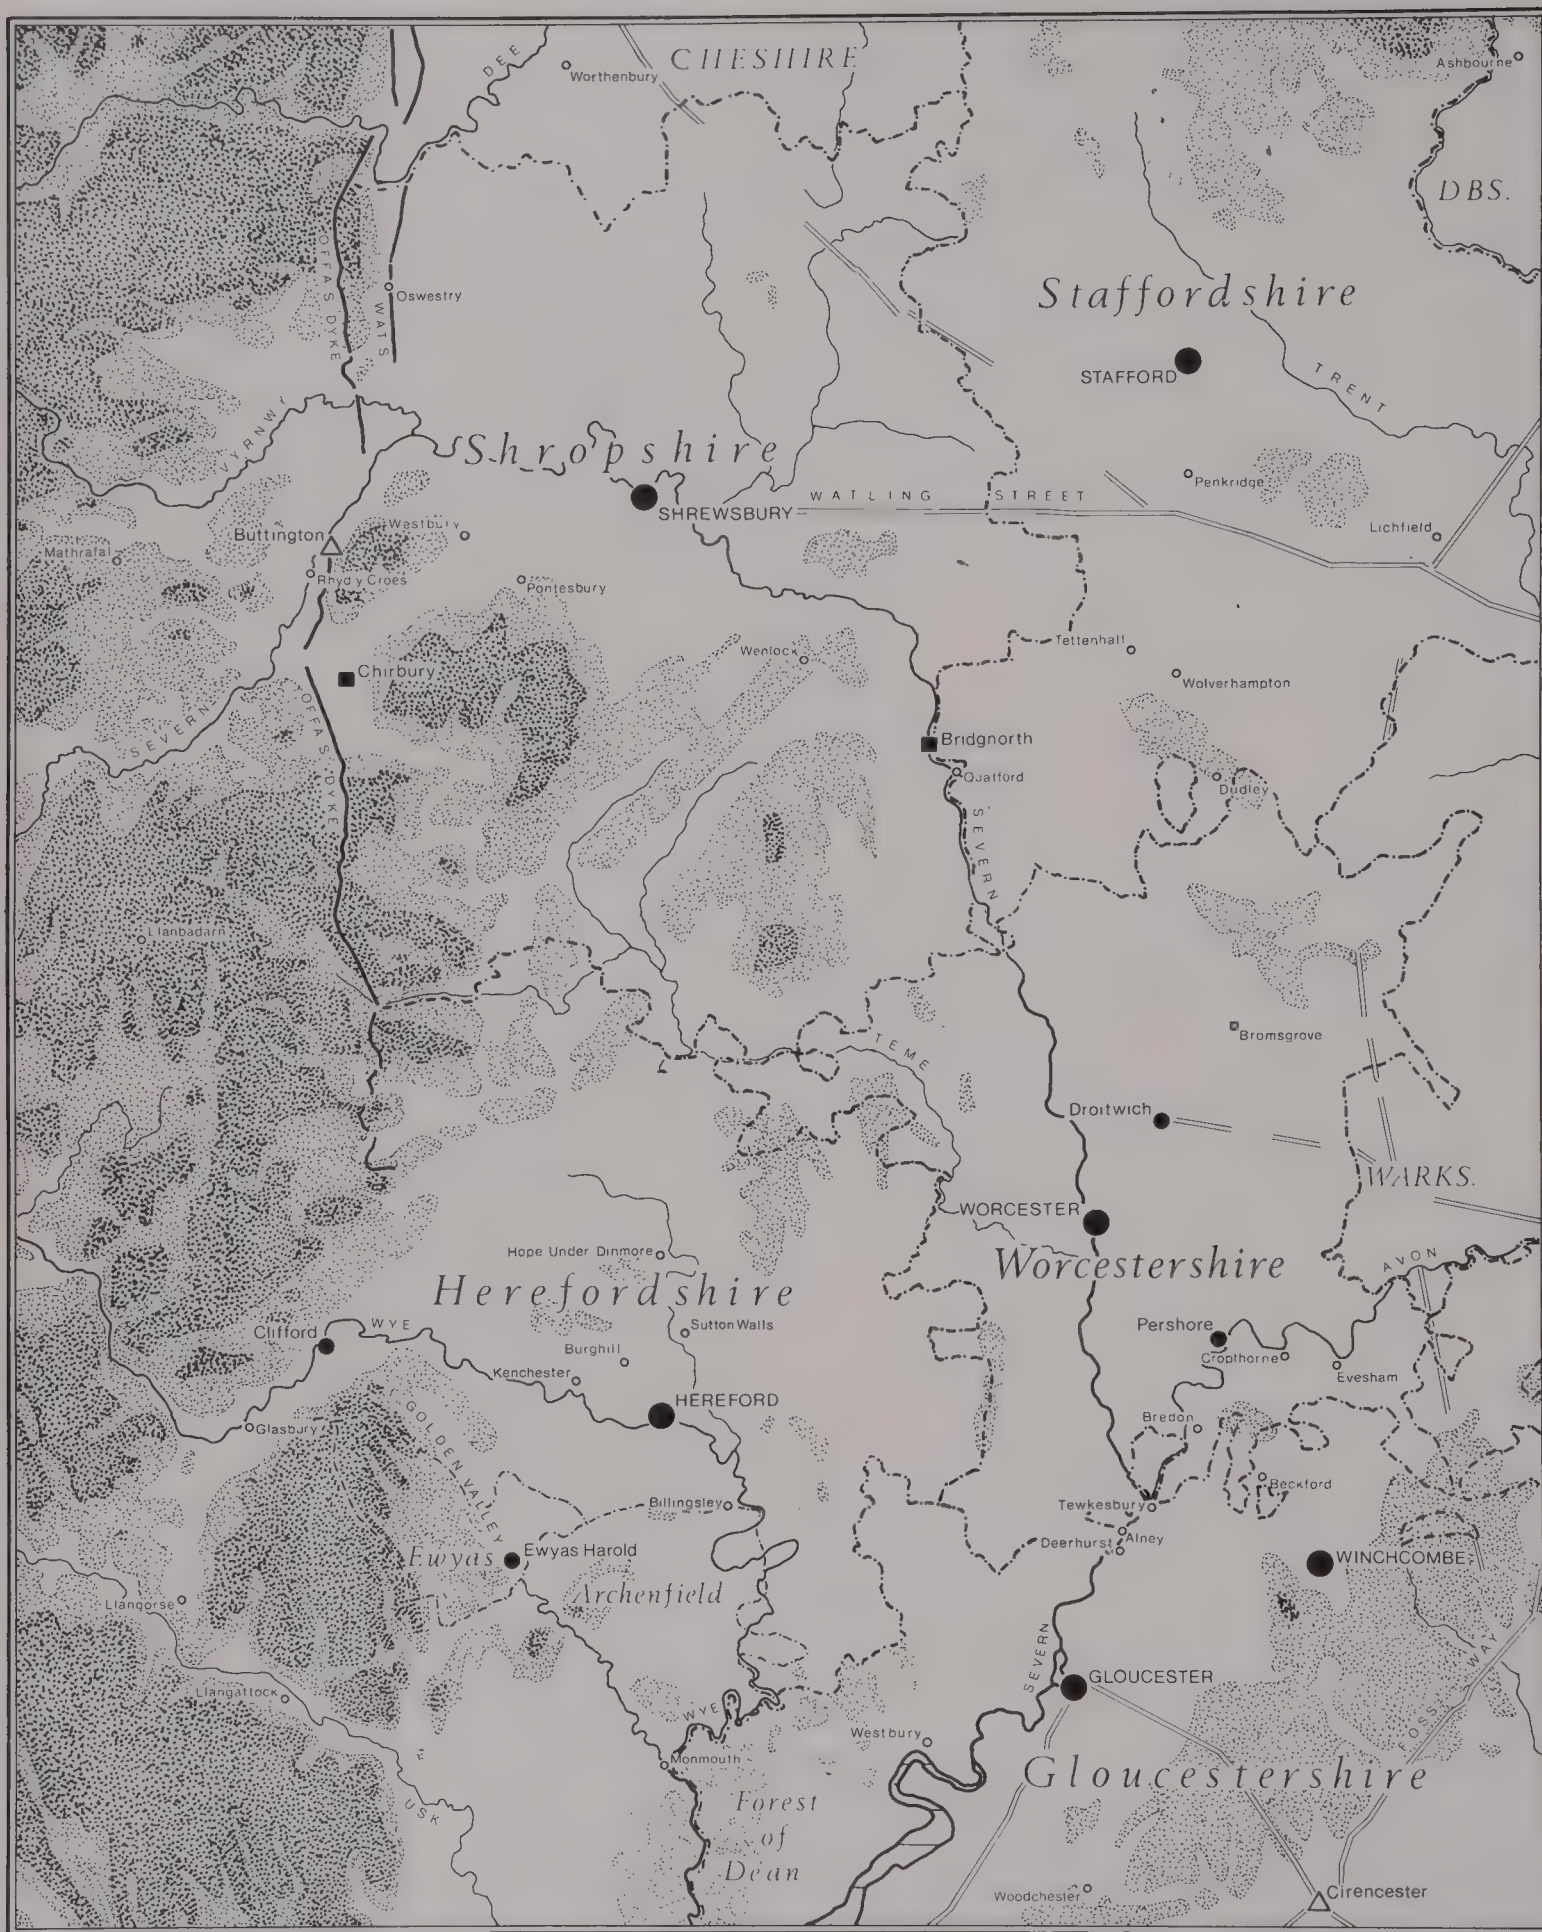 CHESHIRE
DEE
Worthenbury
Ashbourne
DBS.
OFFAS DYKE
WATS
Oswestry
Staffordshire
STAFFORD
TRENT
VYRNWY
Shropshire
SHREWSBURY
WATLING STREET
Penkridge
Lichfield
Buttington
Westbury
Mathrafal
Rhyd y Croes
Pontesbury
Tettenhall
Wenlock
Chirbury
Wolverhampton
SEVERN
OFFAS DYKE
Bridgnorth
Quatford
Dudley
SEVERN
Llanbadarn
Bromsgrove
TEME
Droitwich
WARKS.
WORCESTER
Worcestershire
AVON
Hope Under Dinmore
Herefordshire
Clifford
WYE
Sutton Walls
Pershore
Burghill
Cropthorne
Evesham
Kenchester
HEREFORD
Glasbury
GOLDEN VALLEY
Bredon
Beckford
Billingsley
Tewkesbury
Alney
Deerhurst
Ewyas
Ewyas Harold
WINCHCOMBE
Archenfield
Llangorse
SEVERN
FOSSE WAY
GLOUCESTER
Llangattock
WYE
Westbury
Monmouth
Gloucestershire
USK
Forest
of
Dean
Woodchester
Cirencester